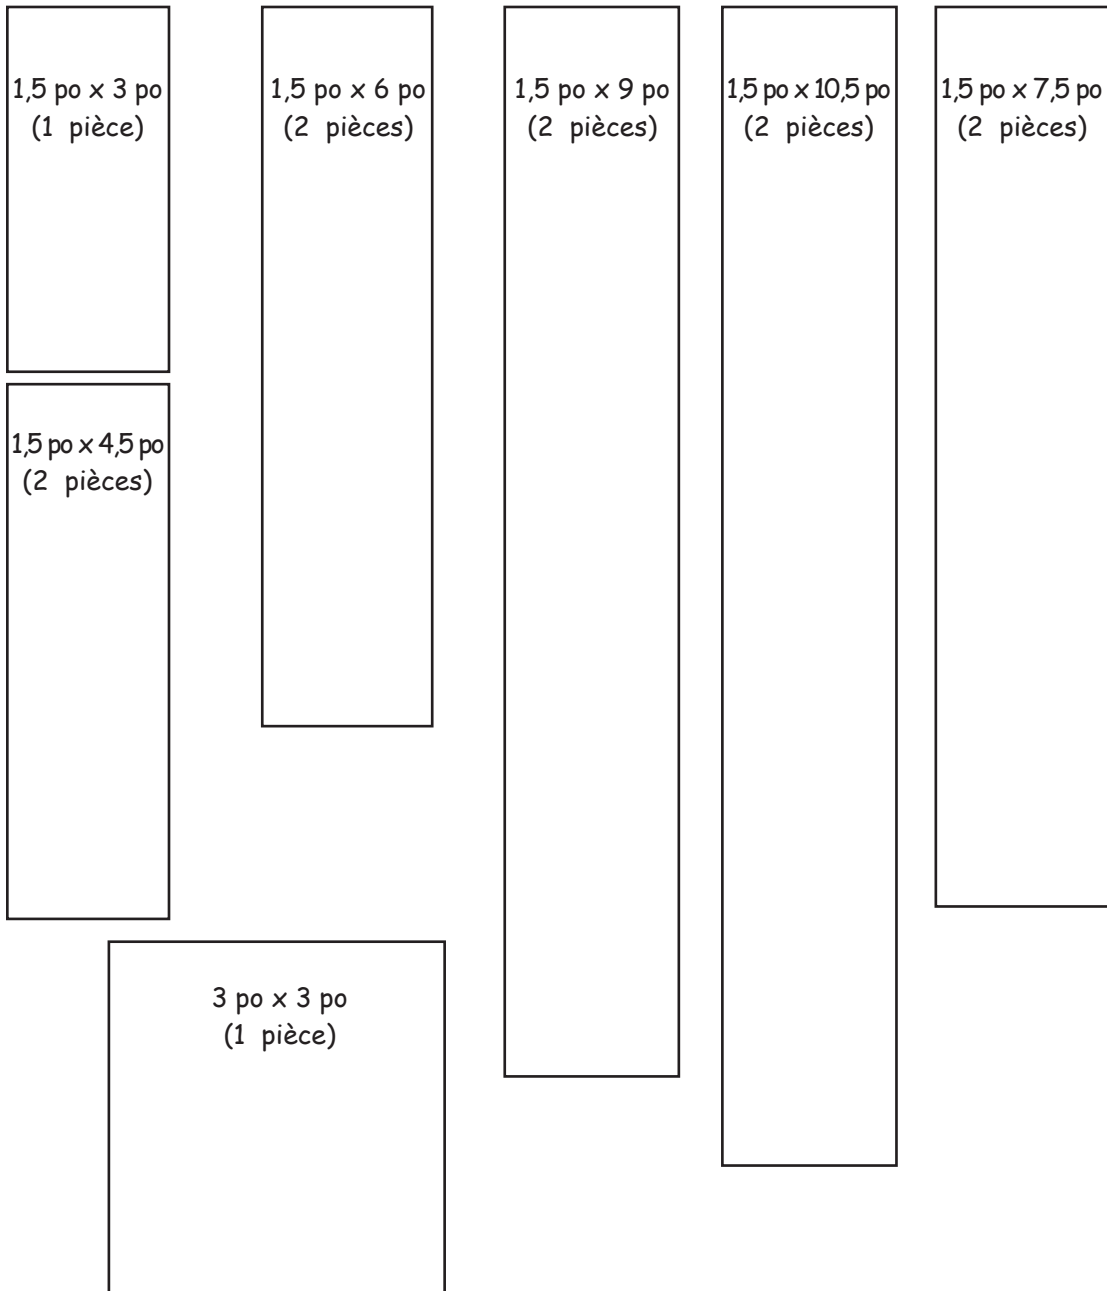 1,5 po x 3 po
(1 pièce)
1,5 po x 6 po
(2 pièces)
1,5 po x 9 po
(2 pièces)
1,5 po x 10,5 po
(2 pièces)
1,5 po x 7,5 po
(2 pièces)
1,5 po x 4,5 po
(2 pièces)
3 po x 3 po
(1 pièce)